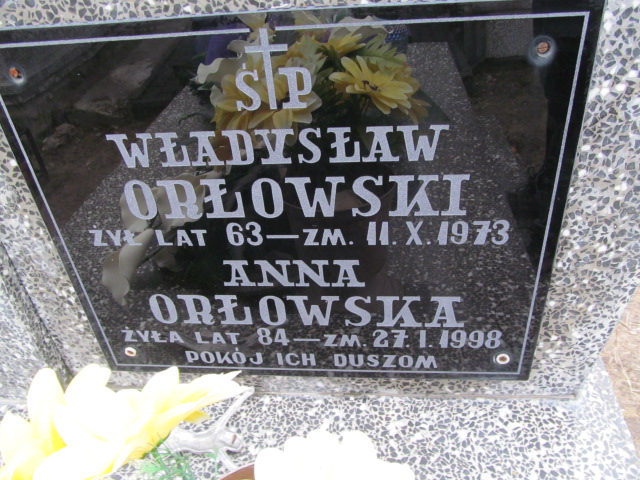 Ś†P
WŁADYSŁAW
ORŁOWSKI
ŻYŁ LAT 63 — ZM. 11.X.1973
ANNA
ORŁOWSKA
ŻYŁA LAT 84 — ZM. 27.I.1998
POKÓJ ICH DUSZOM